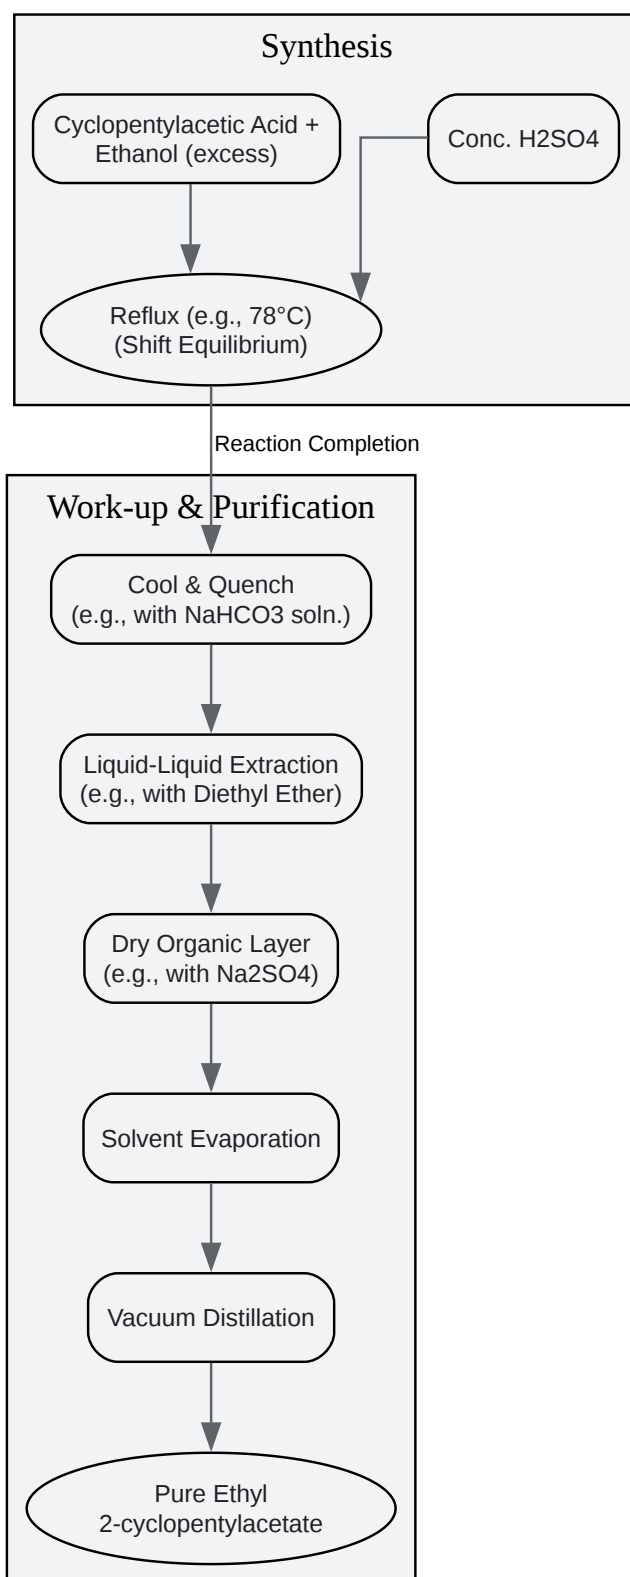 Synthesis
Cyclopentylacetic Acid +
Ethanol (excess)
Conc. H2SO4
Reflux (e.g., 78°C)
(Shift Equilibrium)
Reaction Completion
Work-up & Purification
Cool & Quench
(e.g., with NaHCO3 soln.)
Liquid-Liquid Extraction
(e.g., with Diethyl Ether)
Dry Organic Layer
(e.g., with Na2SO4)
Solvent Evaporation
Vacuum Distillation
Pure Ethyl
2-cyclopentylacetate